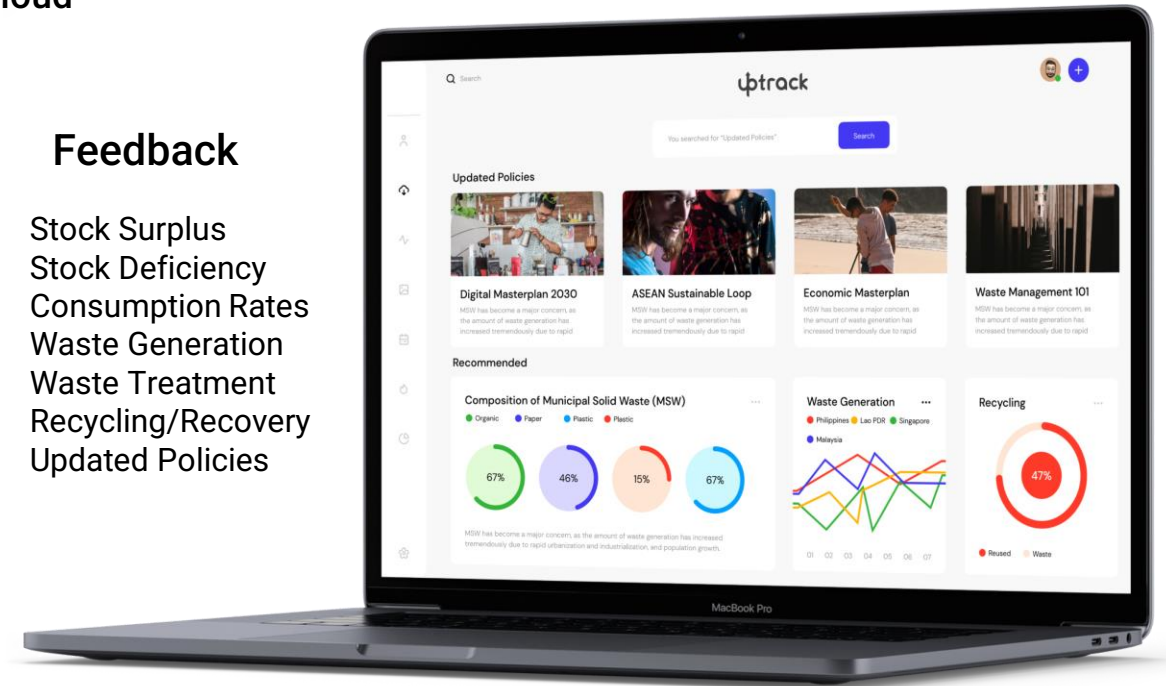 Feedback
Stock Surplus
Stock Deficiency
Consumption Rates
Waste Generation
Waste Treatment
Recycling/Recovery
Updated Policies
Search
uptrack
+
You searched for "Updated Policies"
Search
Updated Policies
Digital Masterplan 2030
MSW has become a major concern, as
the amount of waste generation has
increased tremendously due to rapid
ASEAN Sustainable Loop
MSW has become a major concern, as
the amount of waste generation has
increased tremendously due to rapid
Economic Masterplan
MSW has become a major concern, as
the amount of waste generation has
increased tremendously due to rapid
Waste Management 101
MSW has become a major concern, as
the amount of waste generation has
increased tremendously due to rapid
Recommended
Composition of Municipal Solid Waste (MSW)
Organic Paper Plastic Plastic
67% 46% 15% 67%
MSW has become a major concern, as the amount of waste generation has increased
tremendously due to rapid urbanization and industrialization, and population growth.
Waste Generation
Philippines Lao PDR Singapore
Malaysia
01 02 03 04 05 06 07
Recycling
47%
Reused Waste
MacBook Pro